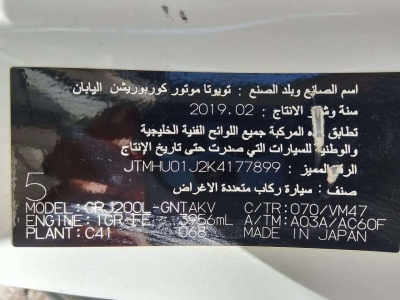 اسم الصانع وبلد الصنع : تويوتا موتور كوربوريشن اليابان
سنة وشهر الانتاج : 2019.02
تطابق هذه المركبة جميع اللوائح الفنية الخليجية
والوطنية للسيارات التى صدرت حتى تاريخ الإنتاج
الرقم المميز : JTMHU01J2K4177899
صنف : سيارة ركاب متعددة الاغراض
5
MODEL: GRJ200L-GNTAKV C/TR: 070/VM47
ENGINE: 1GR-FE 3956mL A/TM: A03A/AC60F
PLANT: C41 068 MADE IN JAPAN